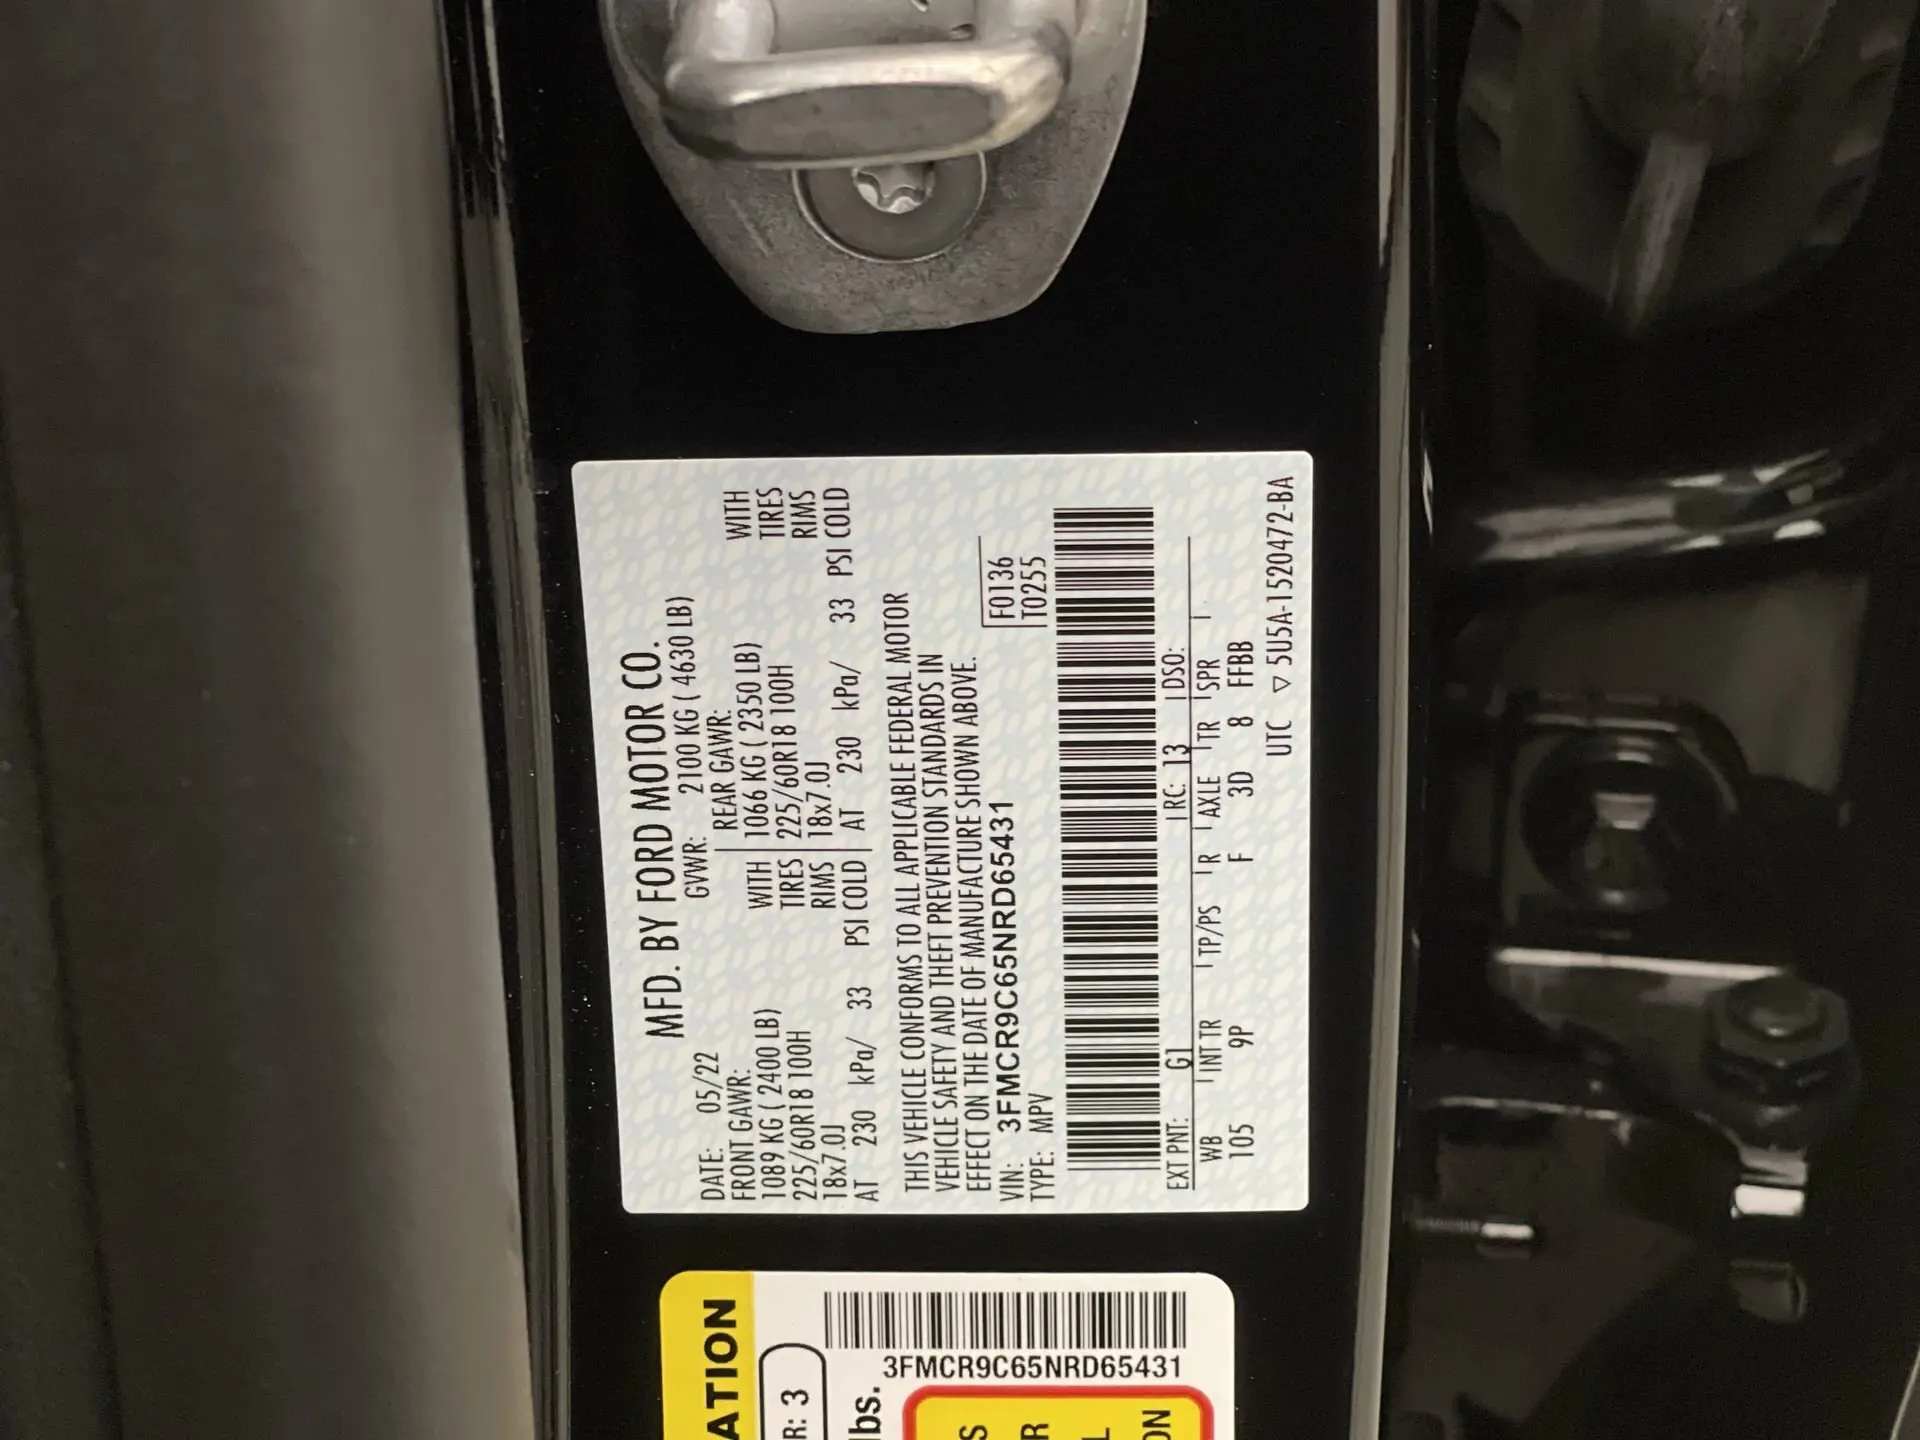 MFD. BY FORD MOTOR CO.
DATE: 05/22 GVWR: 2100 KG ( 4630 LB)
FRONT GAWR: REAR GAWR:
1089 KG ( 2400 LB) WITH 1066 KG ( 2350 LB) WITH
225/60R18 100H TIRES 225/60R18 100H TIRES
18x7.0J RIMS 18x7.0J RIMS
AT 230 kPa/ 33 PSI COLD AT 230 kPa/ 33 PSI COLD
THIS VEHICLE CONFORMS TO ALL APPLICABLE FEDERAL MOTOR
VEHICLE SAFETY AND THEFT PREVENTION STANDARDS IN
EFFECT ON THE DATE OF MANUFACTURE SHOWN ABOVE.
VIN: 3FMCR9C65NRD65431 F0136
TYPE: MPV T0255
EXT PNT: G1 RC: 13 DSO:
WB INT TR TP/PS R AXLE TR SPR
105 9P F 3D 8 FFBB
UTC ▽ 5U5A-1520472-BA
ATION
R: 3
3FMCR9C65NRD65431
lbs.
S
R
L
ON